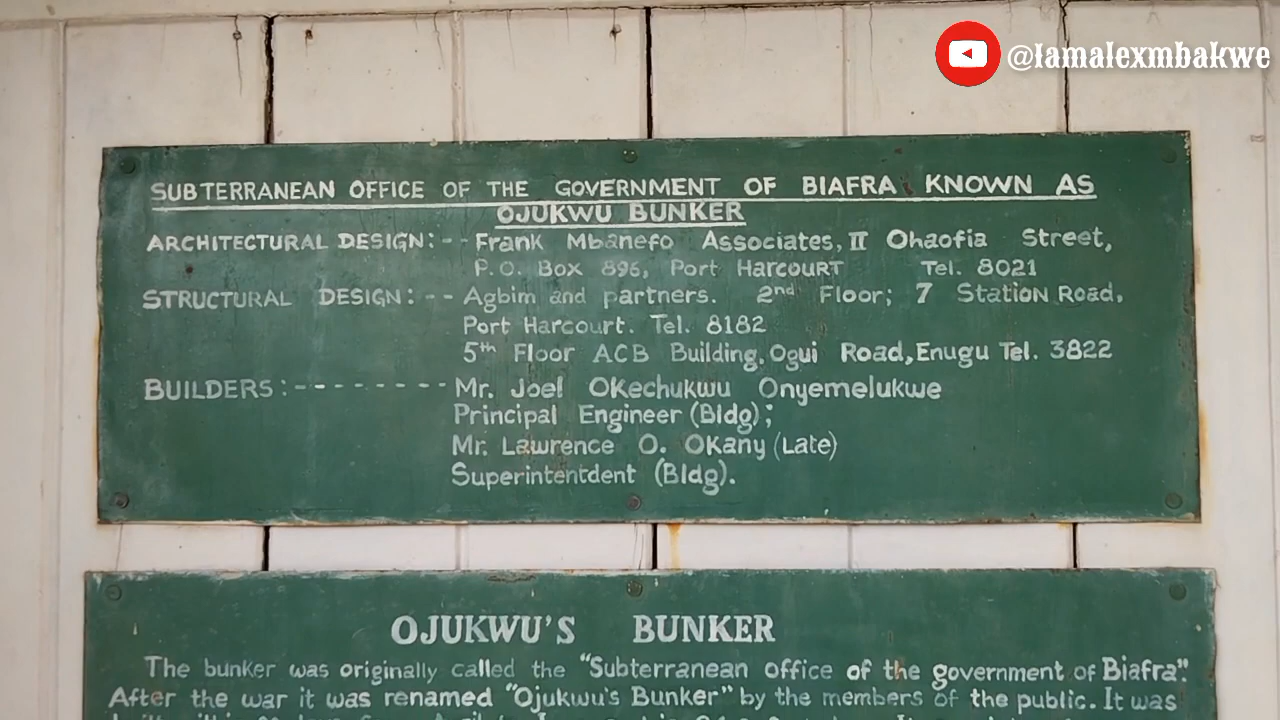 @Iamalexmbakwe
SUBTERRANEAN OFFICE OF THE GOVERNMENT OF BIAFRA KNOWN AS
OJUKWU BUNKER
ARCHITECTURAL DESIGN:-- Frank Mbanefo Associates, II Ohaofia Street,
P.O. Box 896, Port HarcouRT Tel. 8021
STRUCTURAL DESIGN:-- Agbim and partners. 2nd Floor; 7 Station Road,
Port Harcourt. Tel. 8182
5th Floor ACB Building, Ogui Road, Enugu Tel. 3822
BUILDERS:--------- Mr. Joel Okechukwu Onyemelukwe
Principal Engineer (Bldg);
Mr. Lawrence O. Okany (Late)
Superintentdent (Bldg).
OJUKWU'S BUNKER
The bunker was originally called the "Subterranean Office of the government of Biafra".
After the war it was renamed "Ojukwu's Bunker" by the members of the public. It was